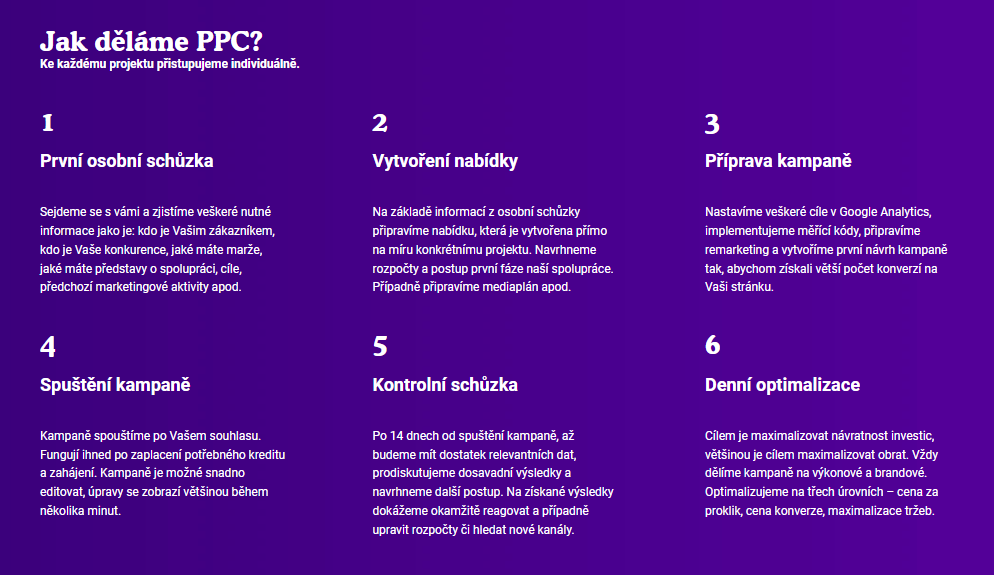 Jak děláme PPC?
Ke každému projektu přistupujeme individuálně.
1
První osobní schůzka
Sejdeme se s vámi a zjistíme veškeré nutné
informace jako je: kdo je Vašim zákazníkem,
kdo je Vaše konkurence, jaké máte marže,
jaké máte představy o spolupráci, cíle,
předchozí marketingové aktivity apod.
2
Vytvoření nabídky
Na základě informací z osobní schůzky
připravíme nabídku, která je vytvořena přímo
na míru konkrétnímu projektu. Navrhneme
rozpočty a postup první fáze naší spolupráce.
Případně připravíme mediaplán apod.
3
Příprava kampaně
Nastavíme veškeré cíle v Google Analytics,
implementujeme měřící kódy, připravíme
remarketing a vytvoříme první návrh kampaně
tak, abychom získali větší počet konverzí na
Vaši stránku.
4
Spuštění kampaně
Kampaně spouštíme po Vašem souhlasu.
Fungují ihned po zaplacení potřebného kreditu
a zahájení. Kampaně je možné snadno
editovat, úpravy se zobrazí většinou během
několika minut.
5
Kontrolní schůzka
Po 14 dnech od spuštění kampaně, až
budeme mít dostatek relevantních dat,
prodiskutujeme dosavadní výsledky a
navrhneme další postup. Na získané výsledky
dokážeme okamžitě reagovat a případně
upravit rozpočty či hledat nové kanály.
6
Denní optimalizace
Cílem je maximalizovat návratnost investic,
většinou je cílem maximalizovat obrat. Vždy
dělíme kampaně na výkonové a brandové.
Optimalizujeme na třech úrovních – cena za
proklik, cena konverze, maximalizace tržeb.